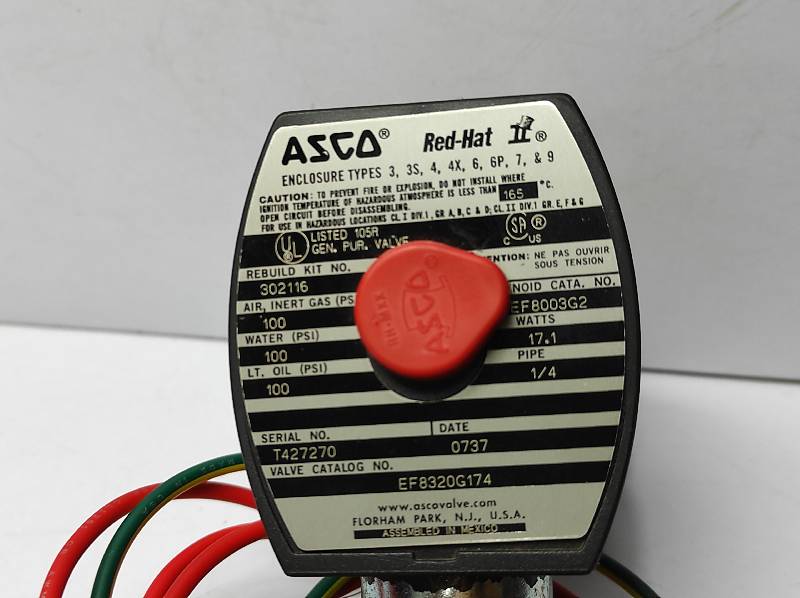 ASCO® Red-Hat II®
ENCLOSURE TYPES 3, 3S, 4, 4X, 6, 6P, 7, & 9
CAUTION: TO PREVENT FIRE OR EXPLOSION, DO NOT INSTALL WHERE
IGNITION TEMPERATURE OF HAZARDOUS ATMOSPHERE IS LESS THAN 165 °C.
OPEN CIRCUIT BEFORE DISASSEMBLING.
FOR USE IN HAZARDOUS LOCATIONS CL.I DIV.1, GR A,B,C & D; CL.II DIV.1 GR.E,F & G
UL LISTED 105R
GEN. PUR. VALVE
SA® C US
NE PAS OUVRIR
SOUS TENSION
REBUILD KIT NO.
302116
CATA. NO.
EF8003G2
AIR, INERT GAS
100
WATTS
17.1
WATER (PSI)
100
PIPE
1/4
LT. OIL (PSI)
100
ASCO®
SERIAL NO. DATE
T427270 0737
VALVE CATALOG NO.
EF8320G174
www.ascovalve.com
FLORHAM PARK, N.J., U.S.A.
ASSEMBLED IN MEXICO